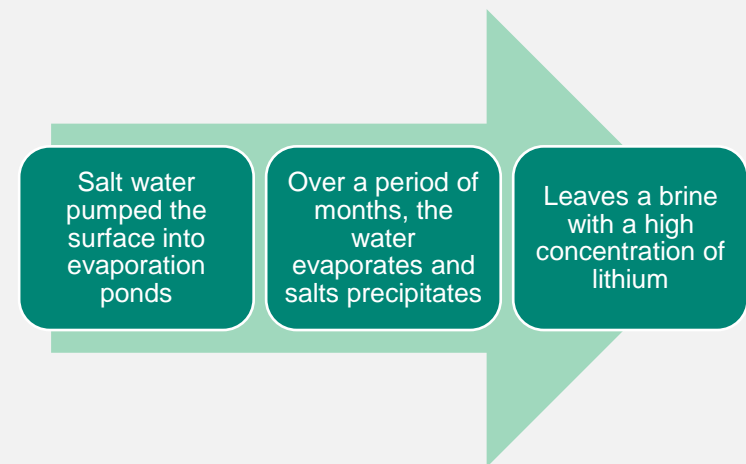 Salt water
pumped the
surface into
evaporation
ponds
Over a period of
months, the
water
evaporates and
salts precipitates
Leaves a brine
with a high
concentration of
lithium